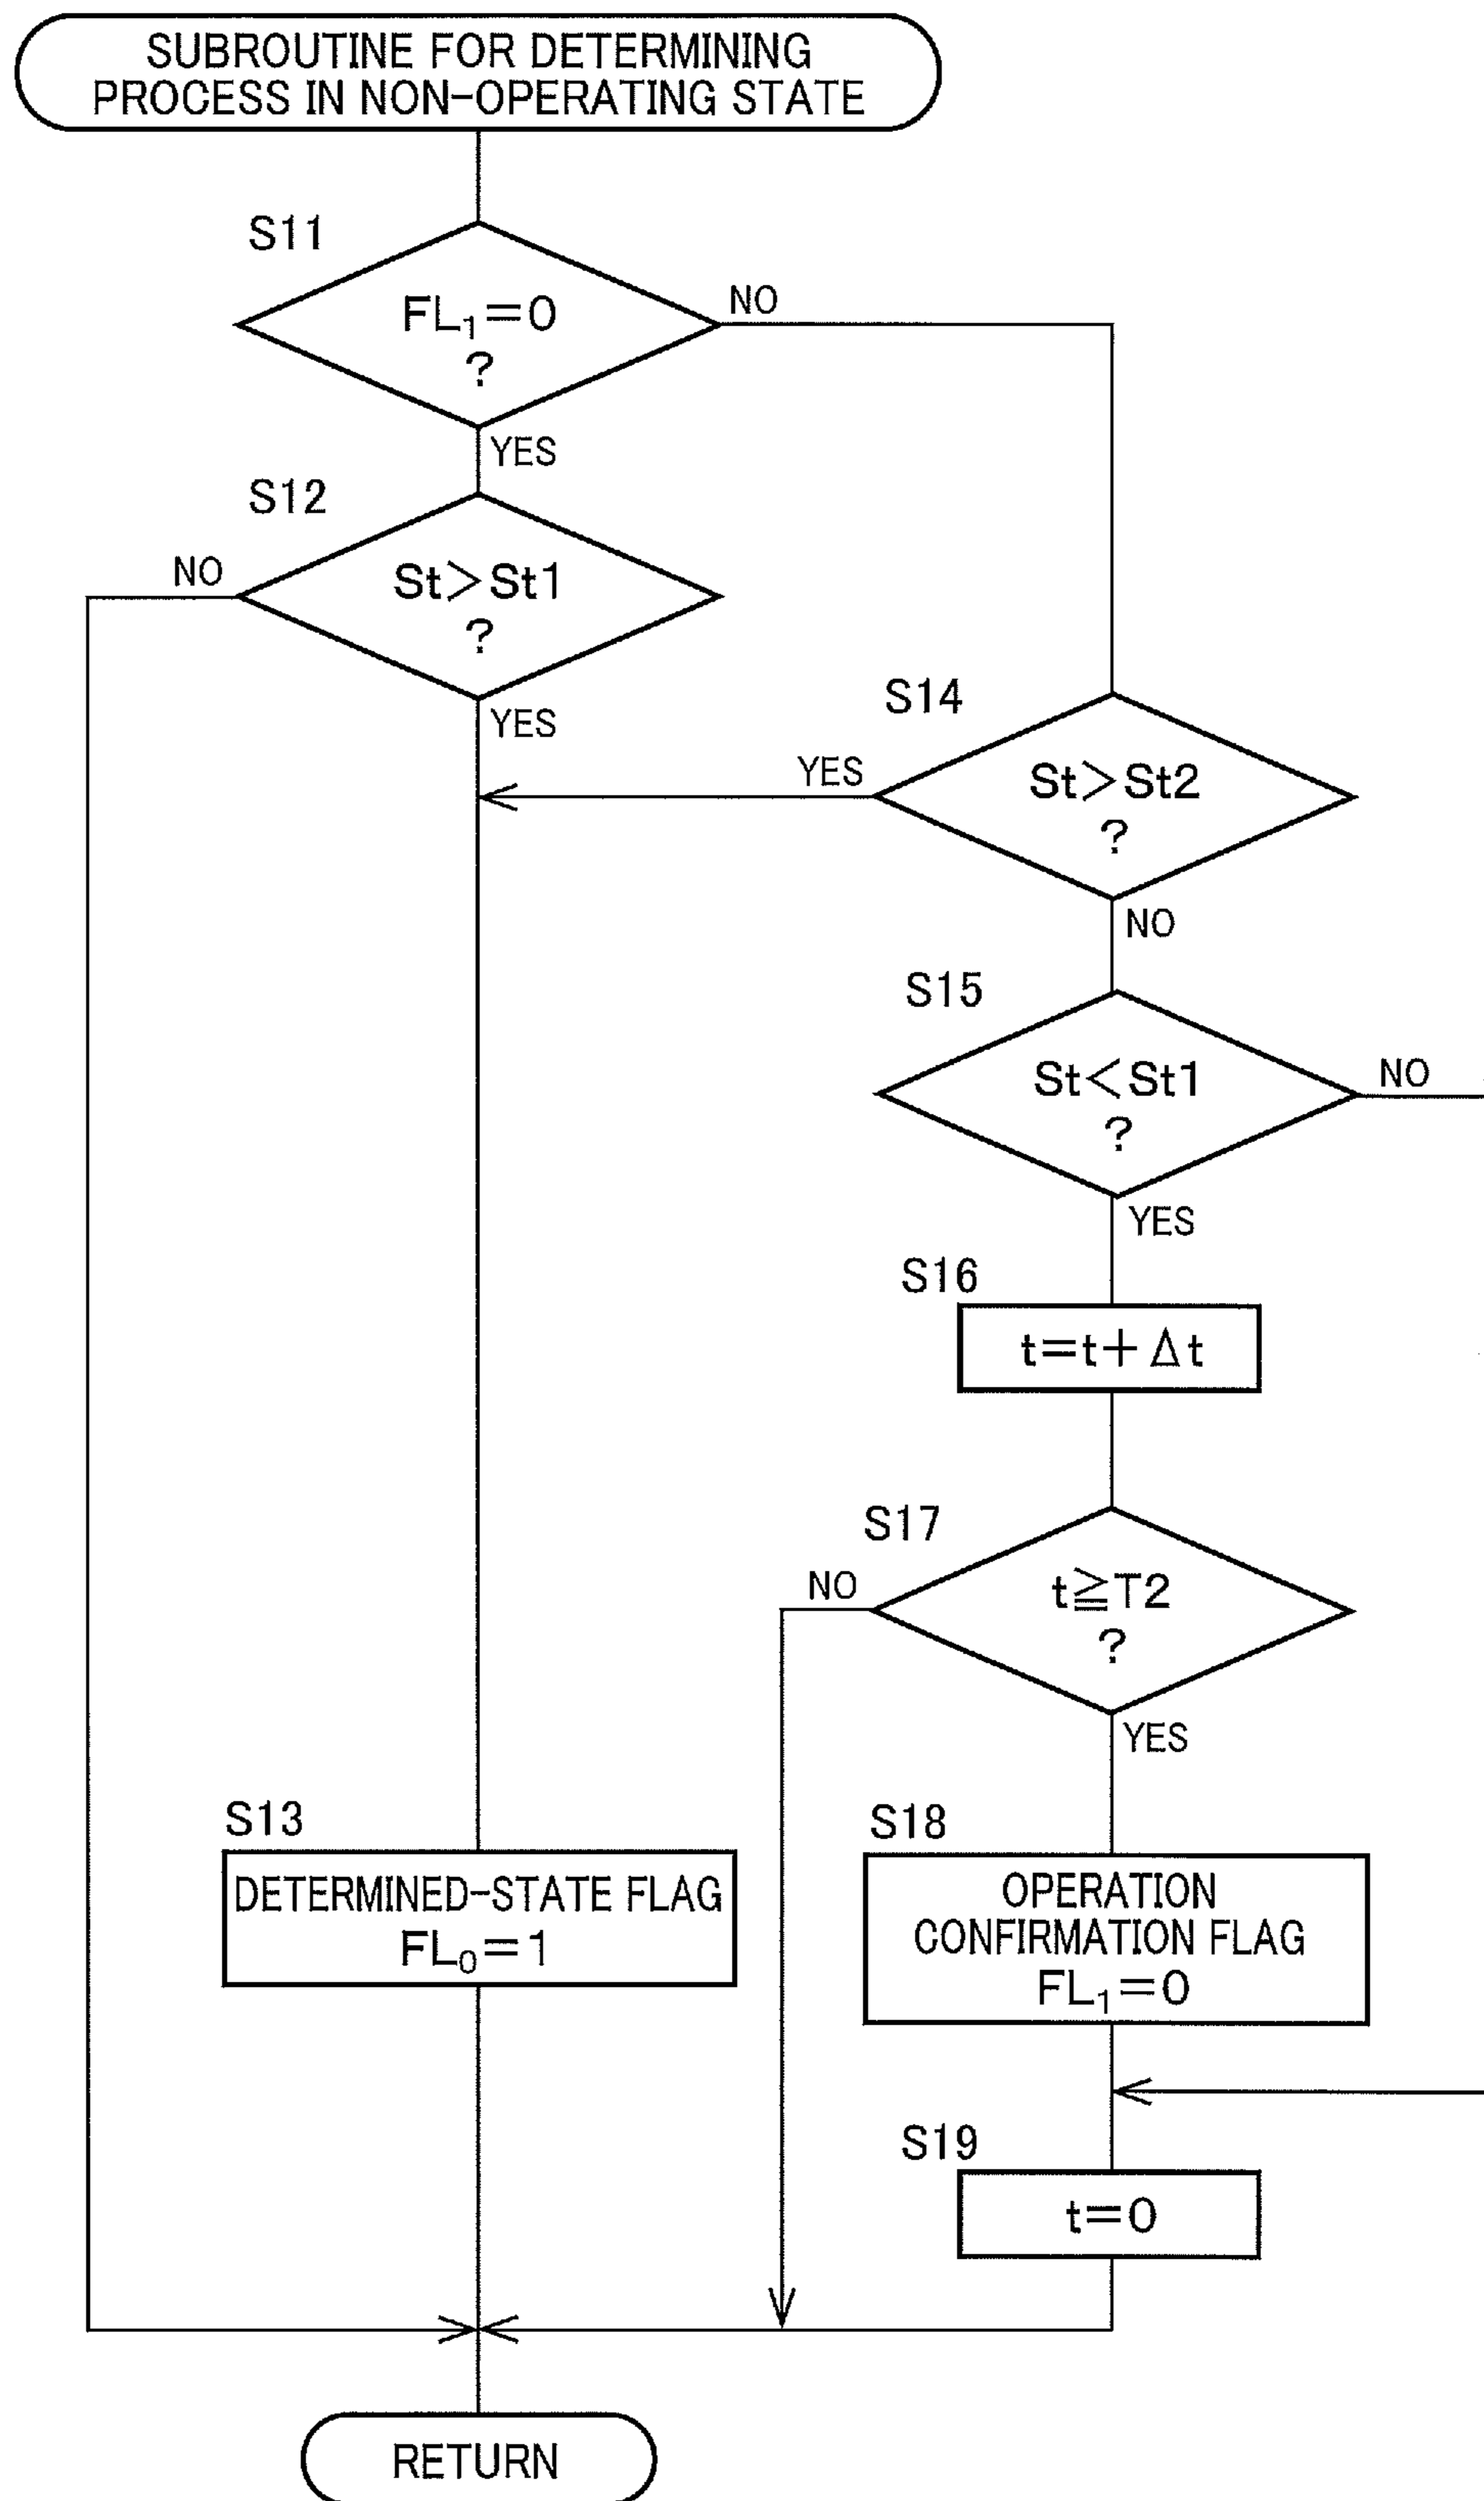 SUBROUTINE FOR DETERMINING
PROCESS IN NON-OPERATING STATE
S11
FL₁=0
?
NO
YES
S12
St>St1
?
NO
YES
S14
St>St2
?
YES
NO
S15
St<St1
?
NO
YES
S16
t=t+Δt
S17
t≧T2
?
NO
YES
S13
DETERMINED-STATE FLAG
FL₀=1
S18
OPERATION
CONFIRMATION FLAG
FL₁=0
S19
t=0
RETURN